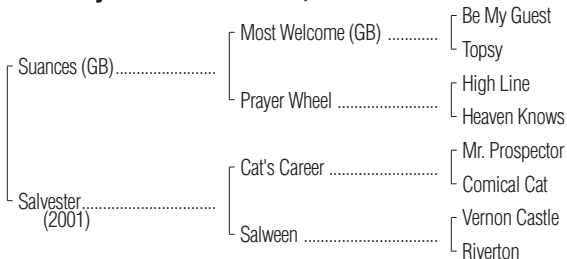 Be My Guest
Most Welcome (GB) ............
Topsy
Suances (GB).......................
High Line
Prayer Wheel .......................
Heaven Knows
Mr. Prospector
Cat's Career .........................
Comical Cat
Salvester...............................
(2001)
Vernon Castle
Salween ...............................
Riverton